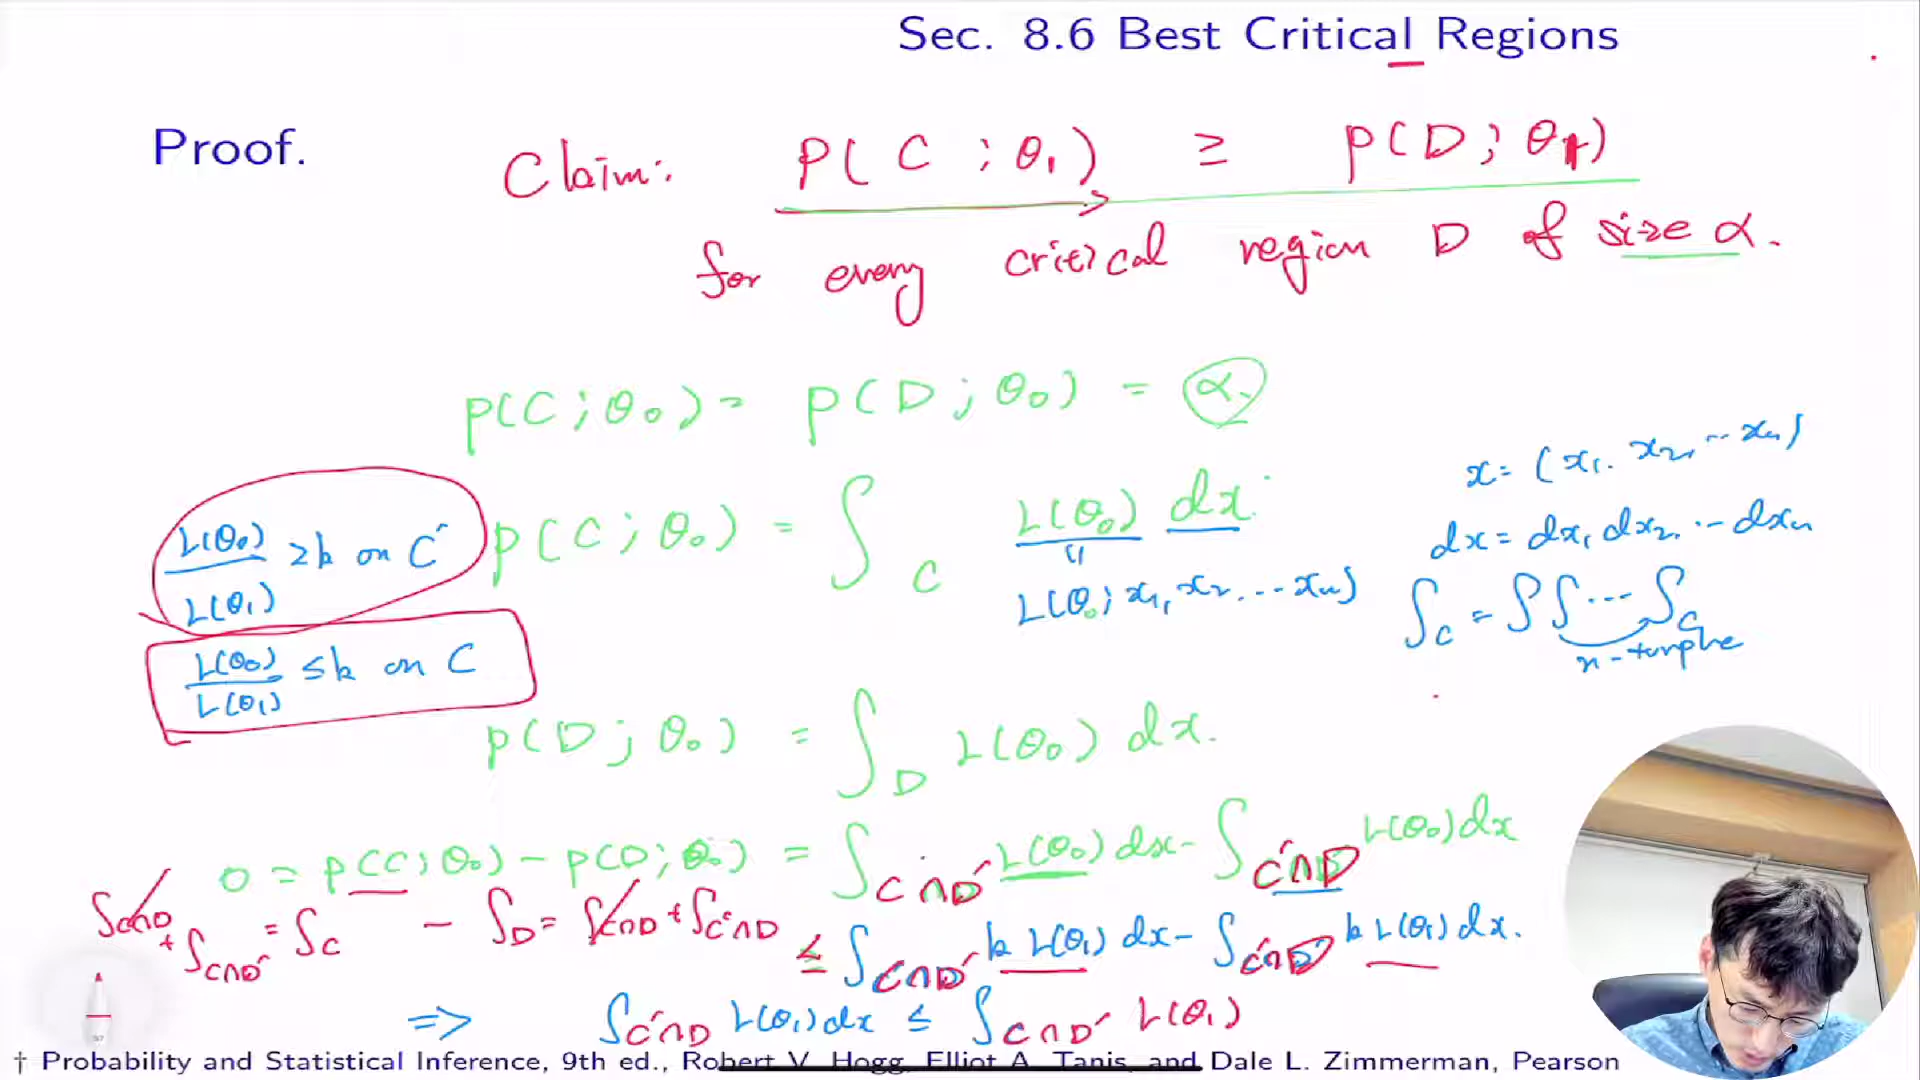 Sec. 8.6 Best Critical Regions
Proof.
Claim: P(C;θ₁) ≥ P(D;θ₁)
for every critical region D of size α.
P(C;θ₀) = P(D;θ₀) = α.
x = (x₁, x₂, ... xₙ)
P(C;θ₀) = ∫_C L(θ₀) dx.
dx = dx₁ dx₂ ... dxₙ
L(θ₀)/L(θ₁) ≥ k on C′
L(θ₀; x₁, x₂, ... xₙ)
∫_C = ∫∫...∫_C
L(θ₀)/L(θ₁) ≤ k on C
P(D;θ₀) = ∫_D L(θ₀) dx.
0 = P(C;θ₀) - P(D;θ₀) = ∫_{C∩D′} L(θ₀) dx - ∫_{C′∩D} L(θ₀) dx
∫_{C∩D} + ∫_{C∩D′} = ∫_C - ∫_D = ∫_{C∩D} + ∫_{C′∩D}
≤ ∫_{C∩D′} k L(θ₁) dx - ∫_{C′∩D} k L(θ₁) dx.
⇒ ∫_{C′∩D} L(θ₁) dx ≤ ∫_{C∩D′} L(θ₁)
† Probability and Statistical Inference, 9th ed., Robert V. Hogg, Elliot A. Tanis, and Dale L. Zimmerman, Pearson